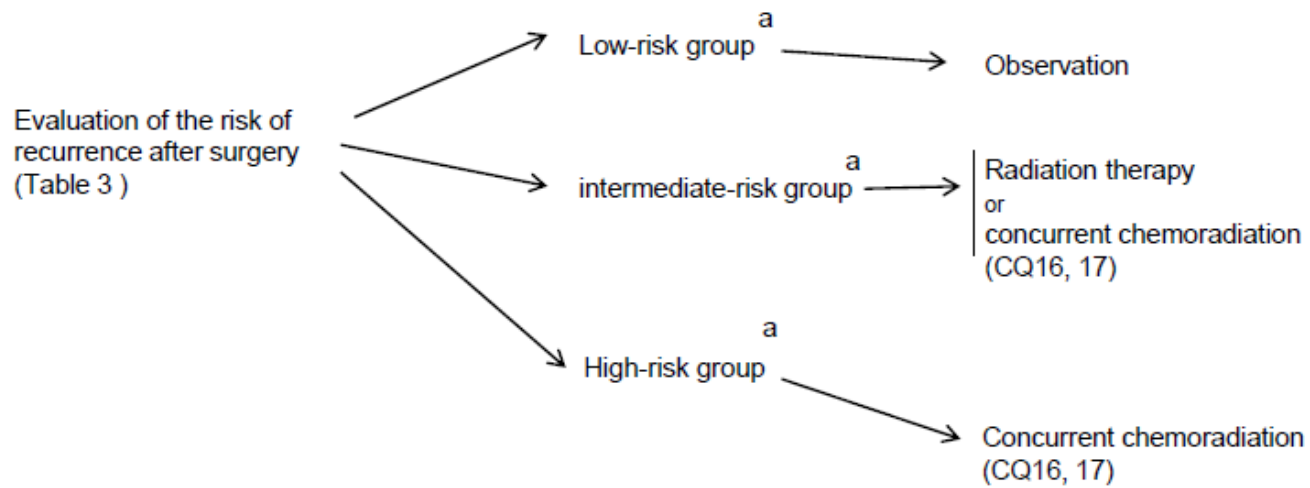 a
Low-risk group
Observation
Evaluation of the risk of
recurrence after surgery
(Table 3 )
a
intermediate-risk group
Radiation therapy
or
concurrent chemoradiation
(CQ16, 17)
a
High-risk group
Concurrent chemoradiation
(CQ16, 17)